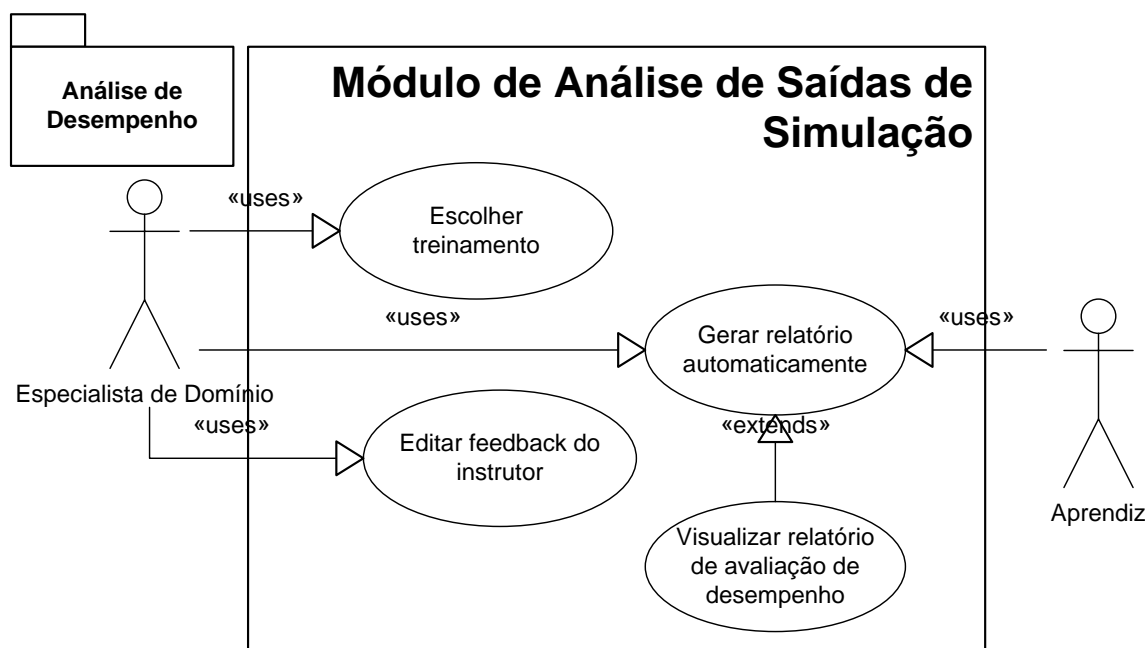 Análise de
Desempenho
Módulo de Análise de Saídas de
Simulação
«uses»
Escolher
treinamento
«uses»
Gerar relatório
automaticamente
«uses»
Especialista de Domínio
«uses»
Editar feedback do
instrutor
«extends»
Visualizar relatório
de avaliação de
desempenho
Aprendiz